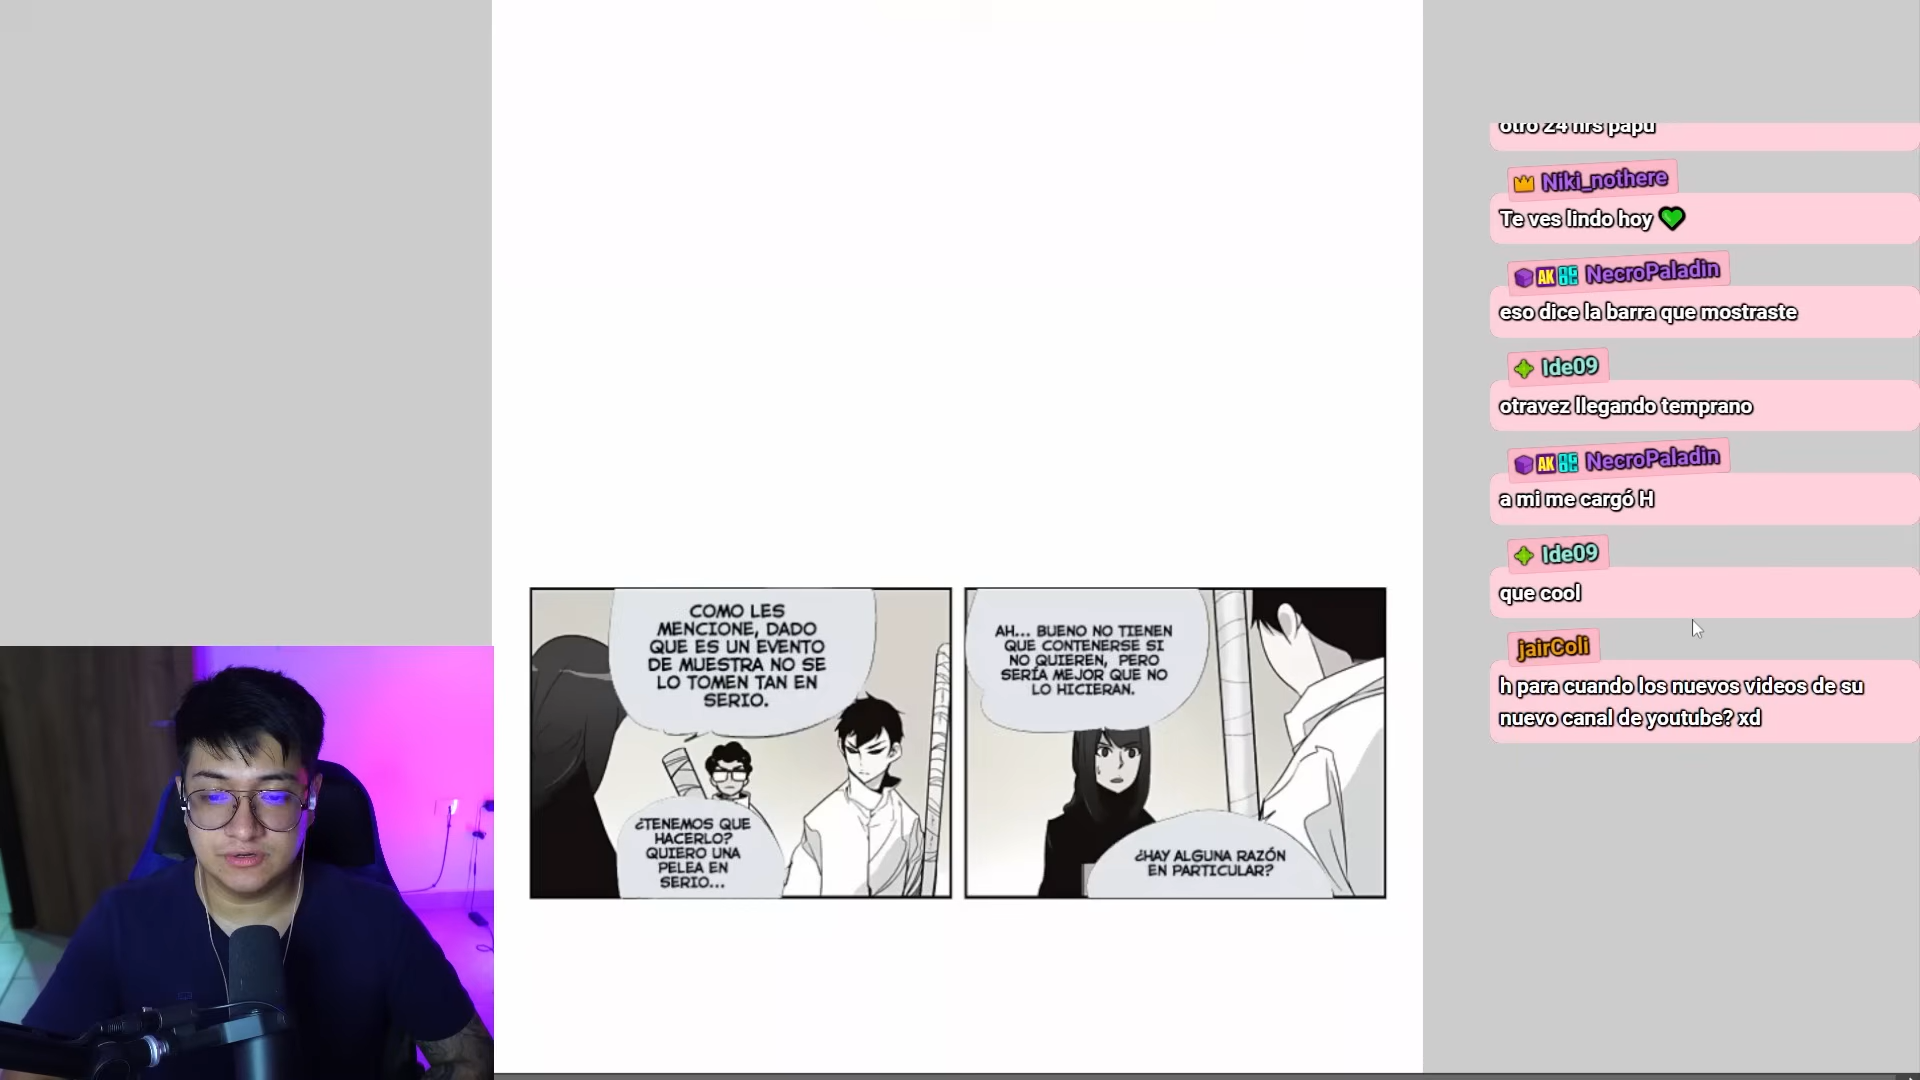 COMO LES
MENCIONE, DADO
QUE ES UN EVENTO
DE MUESTRA NO SE
LO TOMEN TAN EN
SERIO.
¿TENEMOS QUE
HACERLO?
QUIERO UNA
PELEA EN
SERIO...
AH... BUENO NO TIENEN
QUE CONTENERSE SI
NO QUIEREN, PERO
SERÍA MEJOR QUE NO
LO HICIERAN.
¿HAY ALGUNA RAZÓN
EN PARTICULAR?
otro 24 hrs papu
Niki_nothere
Te ves lindo hoy
AK NecroPaladin
eso dice la barra que mostraste
Ide09
otravez llegando temprano
AK NecroPaladin
a mi me cargó H
Ide09
que cool
jairColi
h para cuando los nuevos videos de su
nuevo canal de youtube? xd